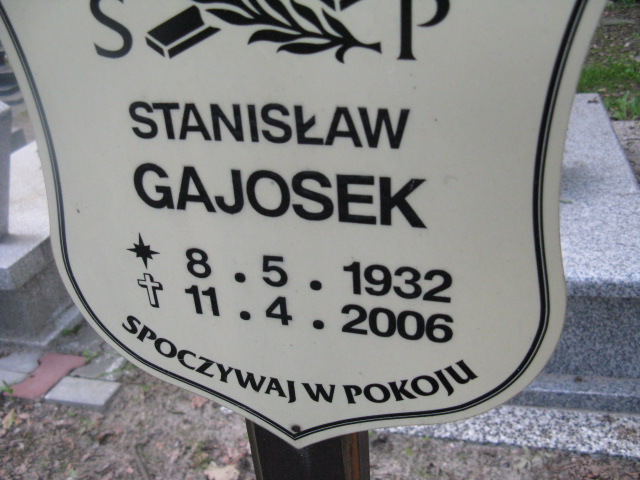 S P
STANISŁAW
GAJOSEK
8.5.1932
11.4.2006
SPOCZYWAJ W POKOJU